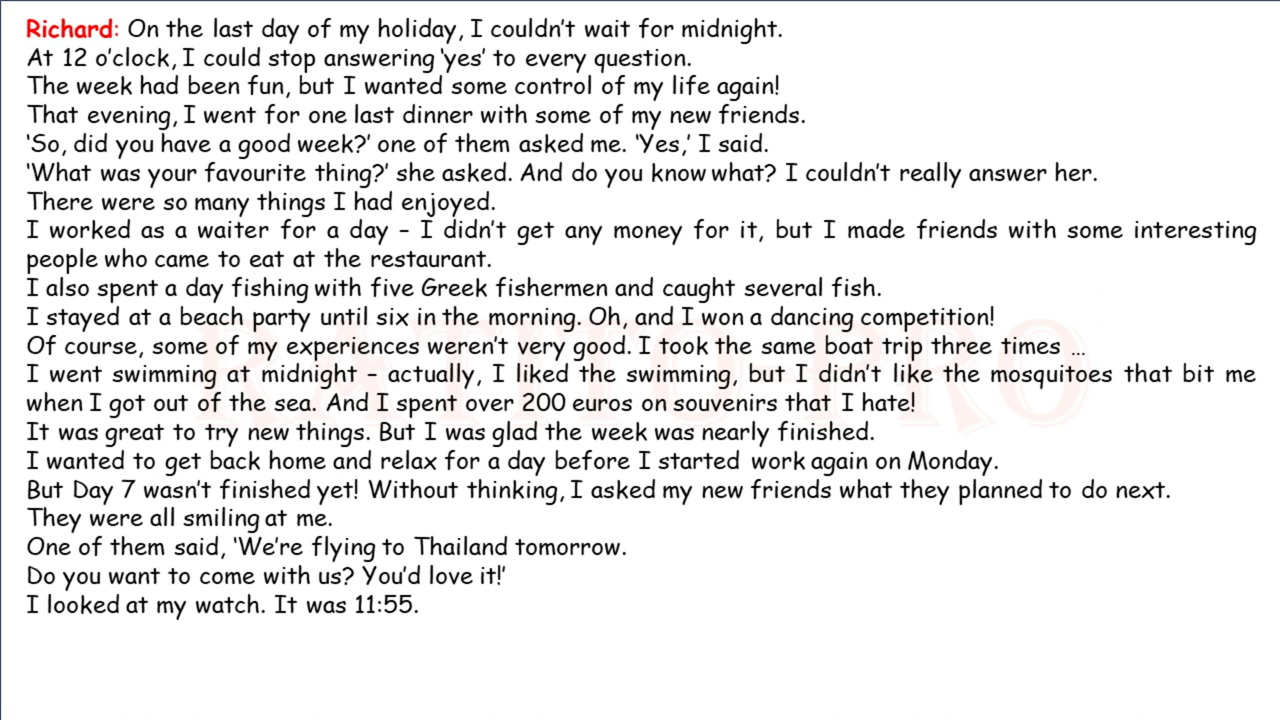 Richard: On the last day of my holiday, I couldn't wait for midnight.
At 12 o'clock, I could stop answering 'yes' to every question.
The week had been fun, but I wanted some control of my life again!
That evening, I went for one last dinner with some of my new friends.
'So, did you have a good week?' one of them asked me. 'Yes,' I said.
'What was your favourite thing?' she asked. And do you know what? I couldn't really answer her.
There were so many things I had enjoyed.
I worked as a waiter for a day – I didn't get any money for it, but I made friends with some interesting
people who came to eat at the restaurant.
I also spent a day fishing with five Greek fishermen and caught several fish.
I stayed at a beach party until six in the morning. Oh, and I won a dancing competition!
Of course, some of my experiences weren't very good. I took the same boat trip three times …
I went swimming at midnight – actually, I liked the swimming, but I didn't like the mosquitoes that bit me
when I got out of the sea. And I spent over 200 euros on souvenirs that I hate!
It was great to try new things. But I was glad the week was nearly finished.
I wanted to get back home and relax for a day before I started work again on Monday.
But Day 7 wasn't finished yet! Without thinking, I asked my new friends what they planned to do next.
They were all smiling at me.
One of them said, 'We're flying to Thailand tomorrow.
Do you want to come with us? You'd love it!'
I looked at my watch. It was 11:55.